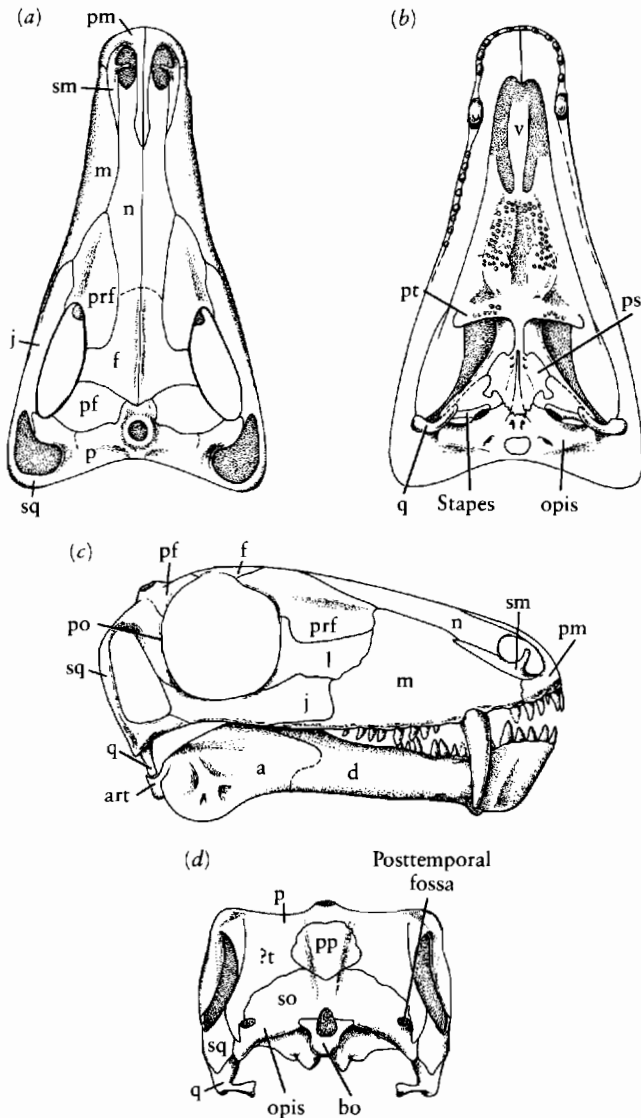 (a)
pm
sm
m
n
prf
j
f
pf
p
sq
(b)
v
pt
ps
q
Stapes
opis
(c)
pf
f
po
prf
n
sm
pm
sq
l
m
j
q
a
d
art
(d)
Posttemporal
fossa
p
pp
?t
so
sq
q
opis
bo